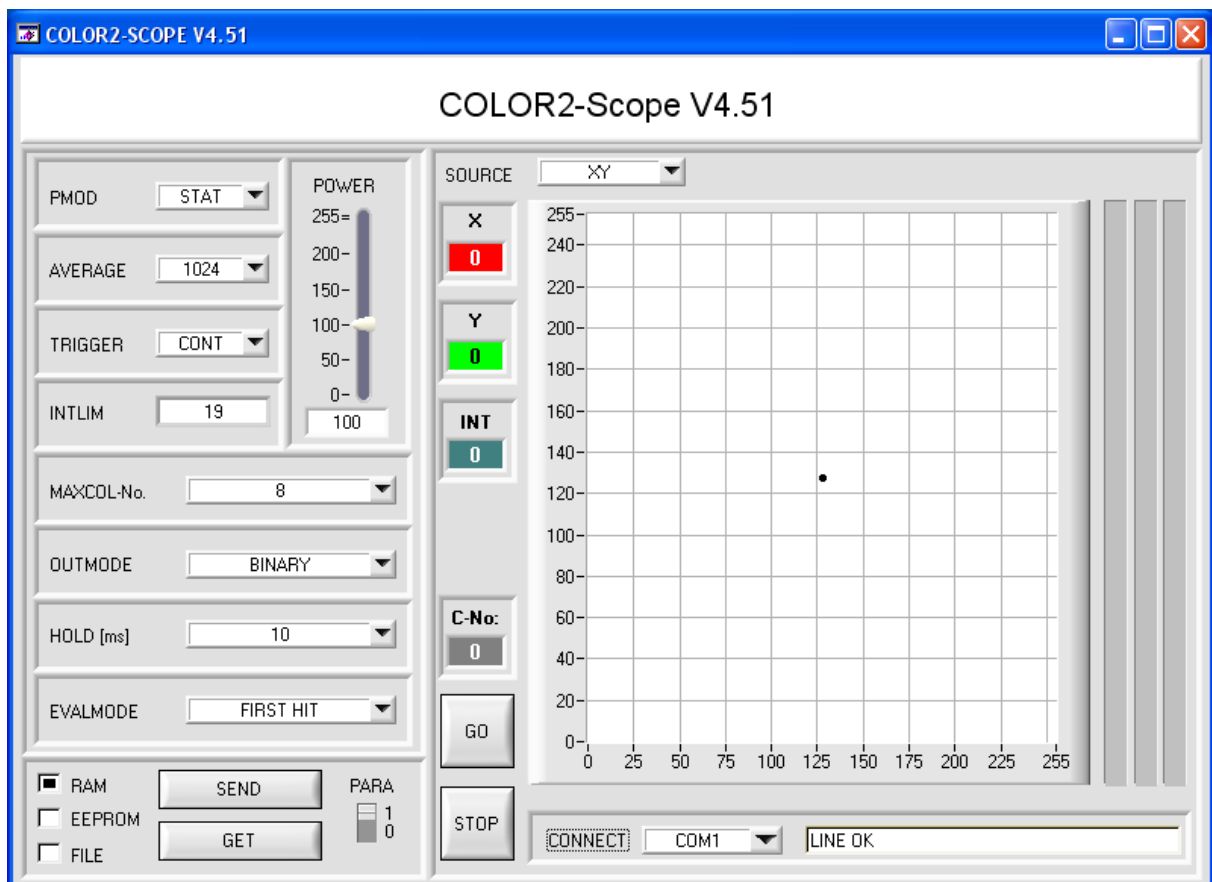 COLOR2-SCOPE V4.51
COLOR2-Scope V4.51
PMOD STAT
AVERAGE 1024
TRIGGER CONT
INTLIM 19
POWER
255=
200-
150-
100-
50-
0-
100
MAXCOL-No. 8
OUTMODE BINARY
HOLD [ms] 10
EVALMODE FIRST HIT
RAM
EEPROM
FILE
SEND
GET
PARA
1
0
SOURCE XY
X
0
Y
0
INT
0
C-No:
0
GO
STOP
255-
240-
220-
200-
180-
160-
140-
120-
100-
80-
60-
40-
20-
0-
0 25 50 75 100 125 150 175 200 225 255
CONNECT COM1 LINE OK